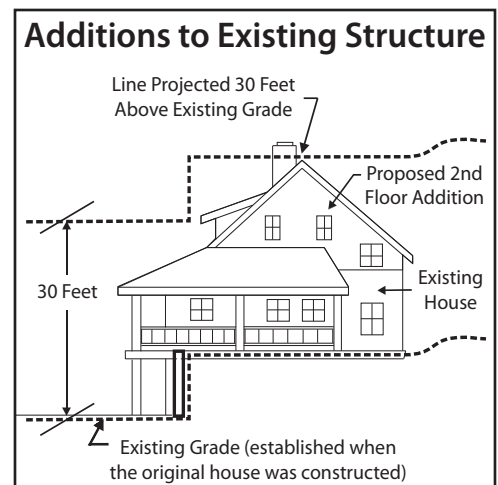 Additions to Existing Structure
Line Projected 30 Feet
Above Existing Grade
Proposed 2nd
Floor Addition
30 Feet
Existing
House
Existing Grade (established when
the original house was constructed)